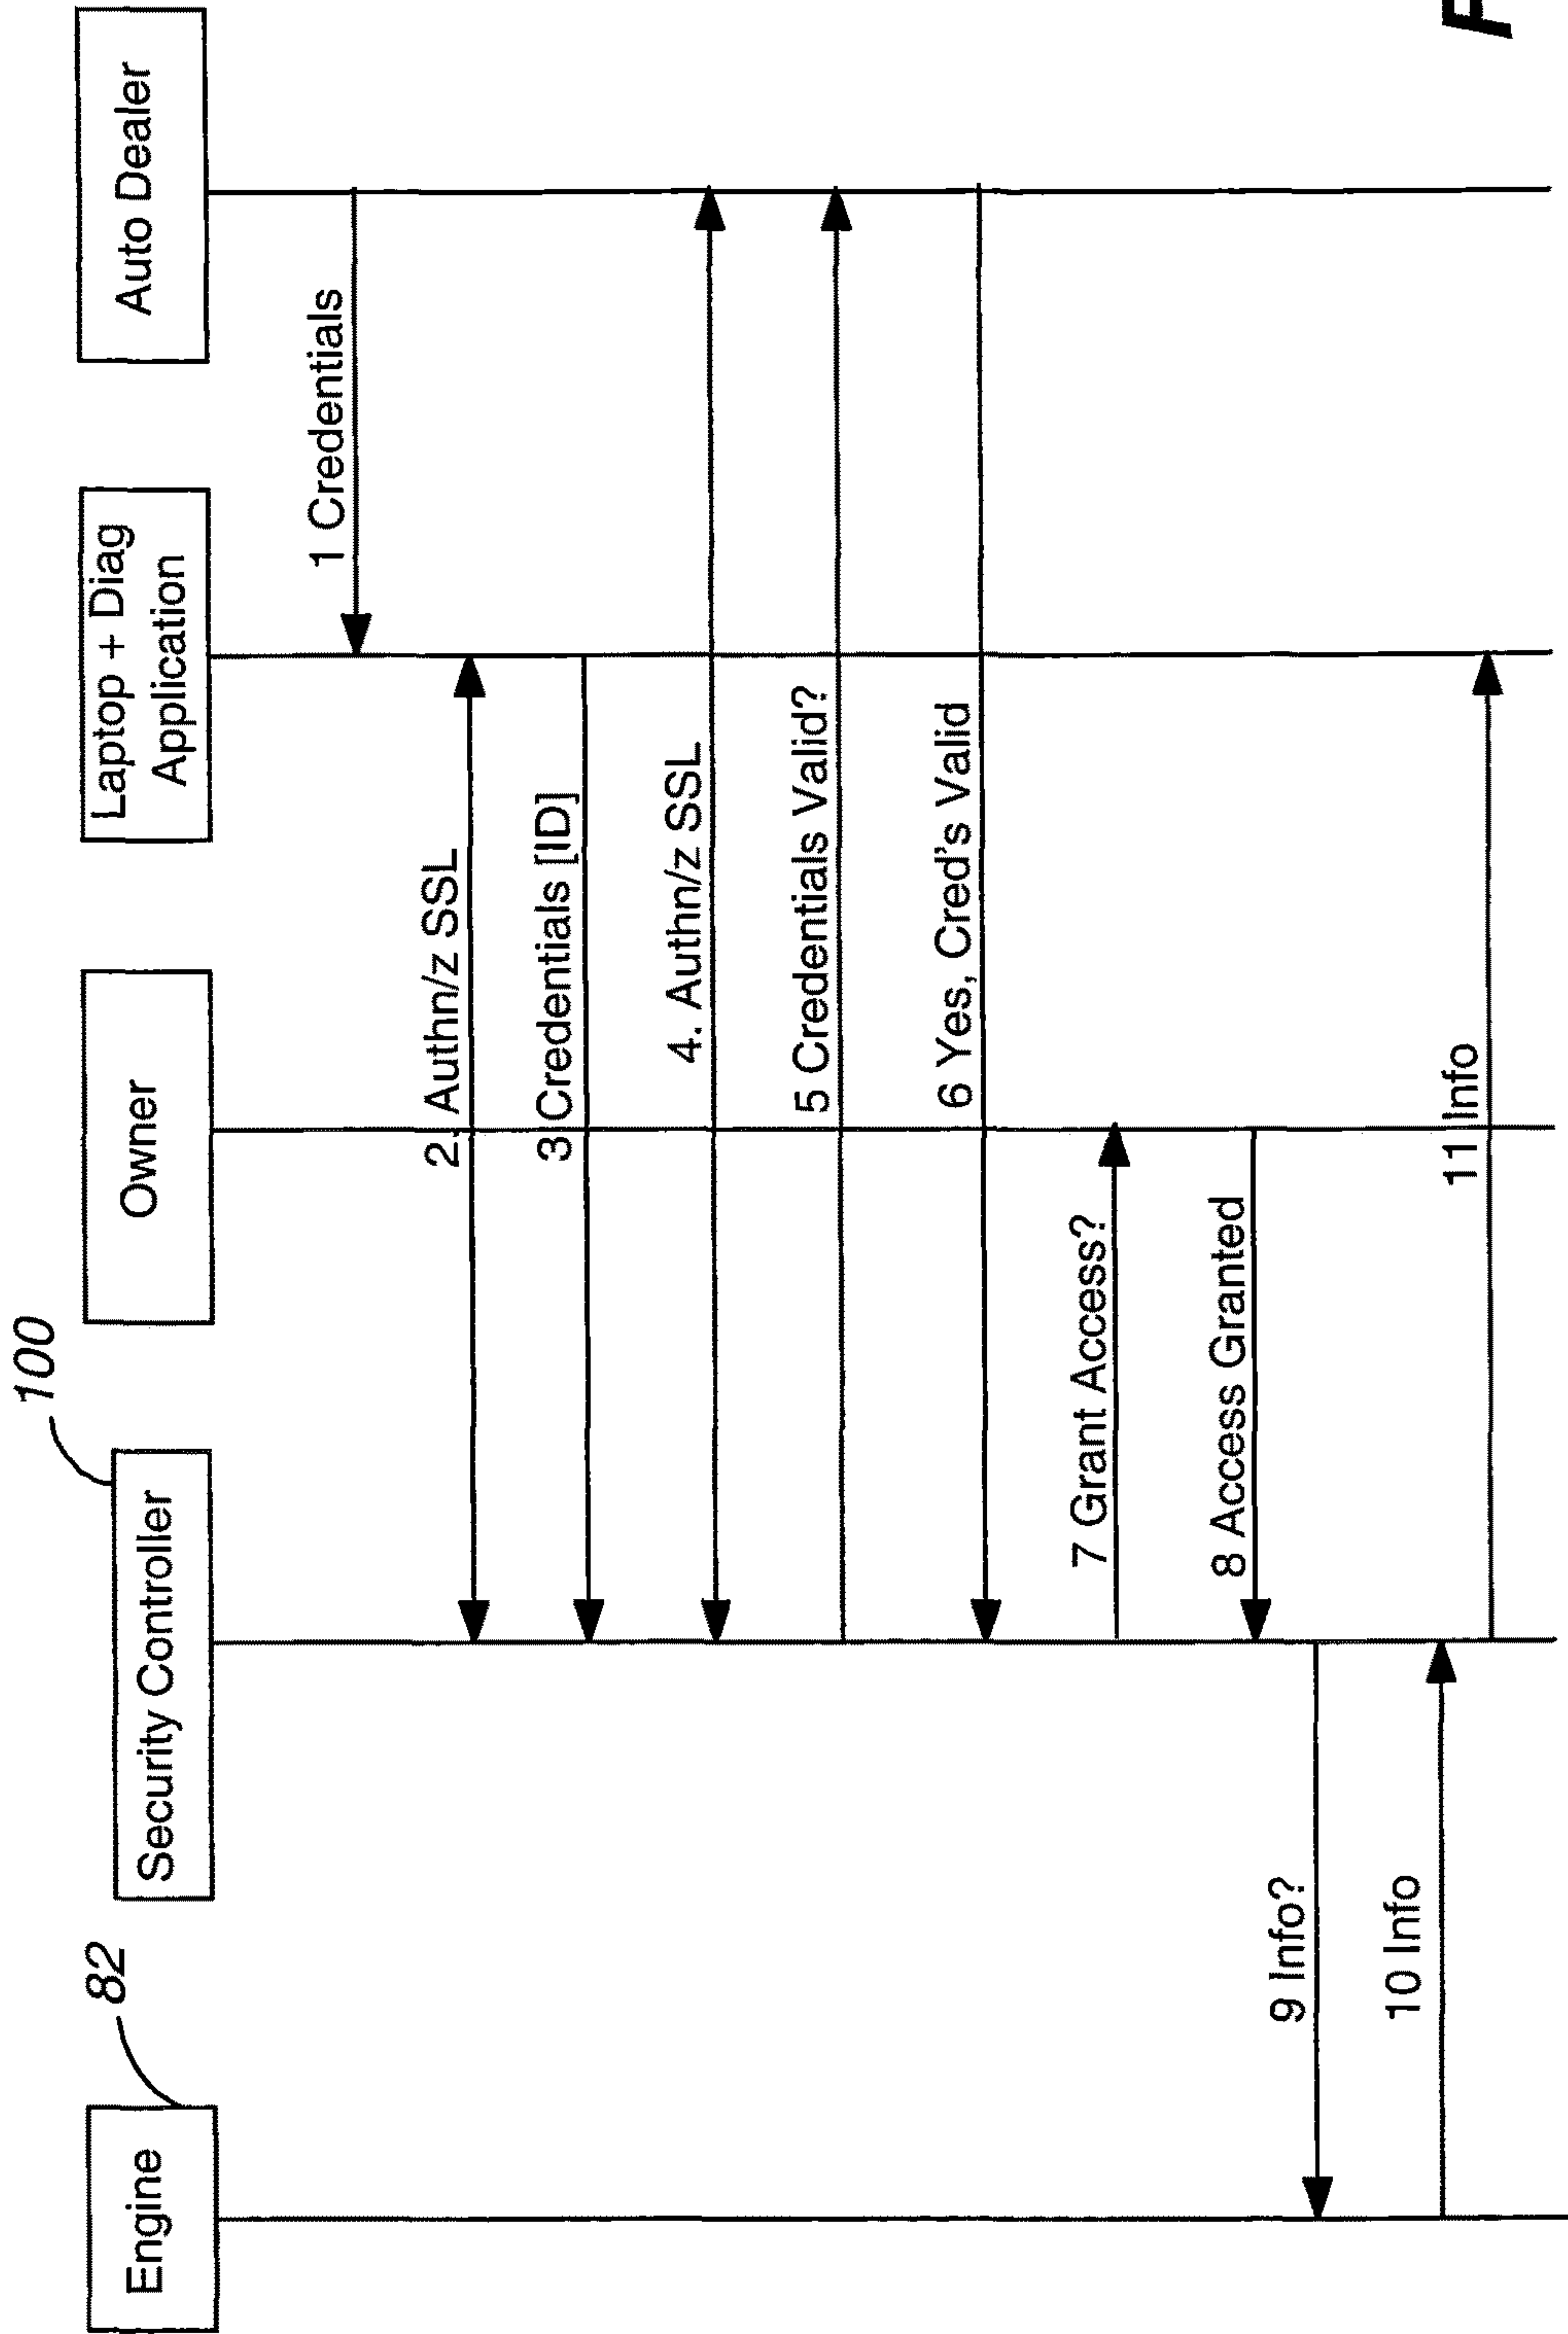 82
100
Engine
Security Controller
Owner
Laptop + Diag
Application
Auto Dealer
1 Credentials
2. Authn/z SSL
3 Credentials [ID]
4. Authn/z SSL
5 Credentials Valid?
6 Yes, Cred's Valid
7 Grant Access?
8 Access Granted
9 Info?
10 Info
11 Info